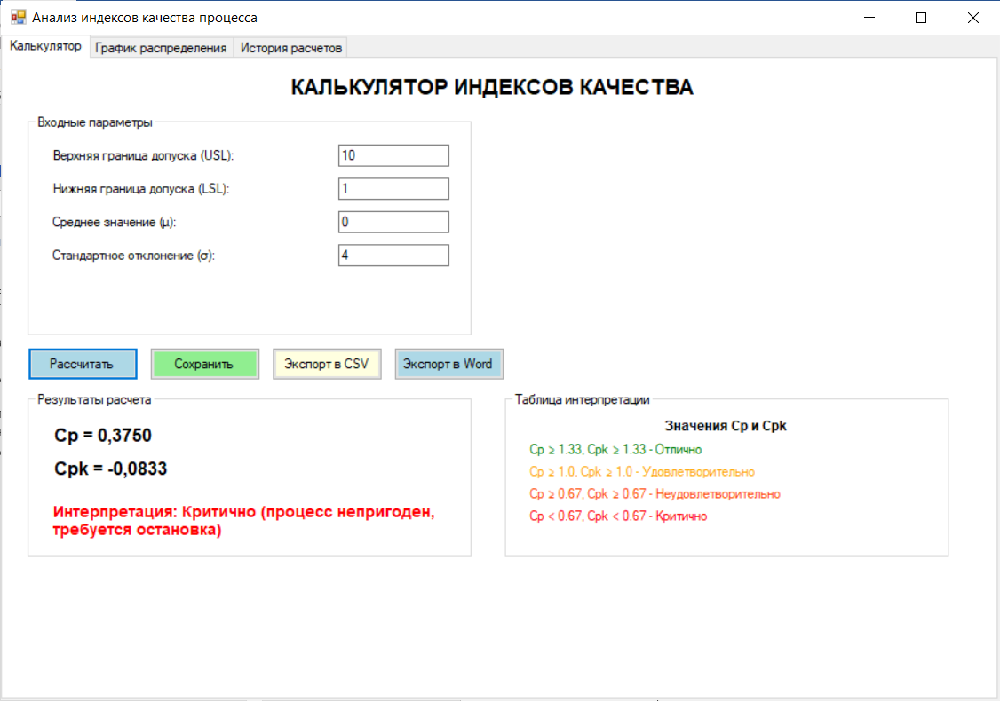 Анализ индексов качества процесса
Калькулятор График распределения История расчетов
КАЛЬКУЛЯТОР ИНДЕКСОВ КАЧЕСТВА
Входные параметры
Верхняя граница допуска (USL): 10
Нижняя граница допуска (LSL): 1
Среднее значение (μ): 0
Стандартное отклонение (σ): 4
Рассчитать Сохранить Экспорт в CSV Экспорт в Word
Результаты расчета
Cp = 0,3750
Cpk = -0,0833
Интерпретация: Критично (процесс непригоден,
требуется остановка)
Таблица интерпретации
Значения Cp и Cpk
Cp ≥ 1.33, Cpk ≥ 1.33 - Отлично
Cp ≥ 1.0, Cpk ≥ 1.0 - Удовлетворительно
Cp ≥ 0.67, Cpk ≥ 0.67 - Неудовлетворительно
Cp < 0.67, Cpk < 0.67 - Критично